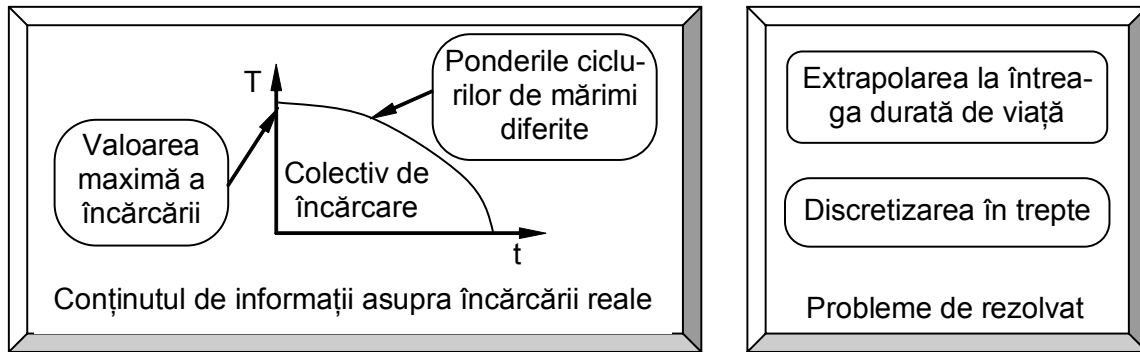 T
Ponderile ciclu-
rilor de mărimi
diferite
Valoarea
maximă a
încărcării
Colectiv de
încărcare
t
Conținutul de informații asupra încărcării reale
Extrapolarea la întrea-
ga durată de viață
Discretizarea în trepte
Probleme de rezolvat